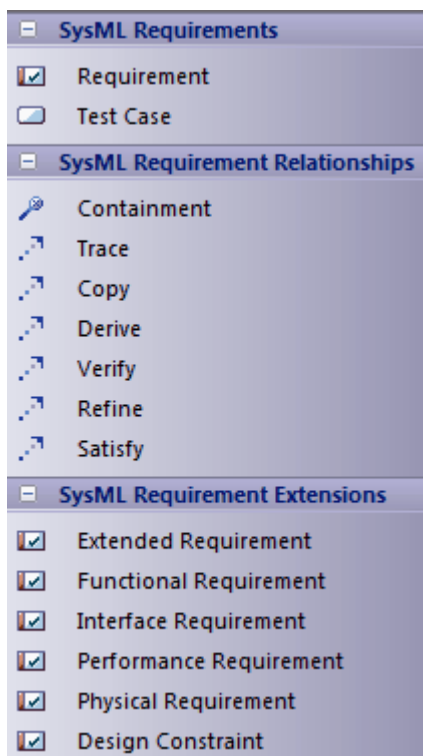 SysML Requirements
Requirement
Test Case
SysML Requirement Relationships
Containment
Trace
Copy
Derive
Verify
Refine
Satisfy
SysML Requirement Extensions
Extended Requirement
Functional Requirement
Interface Requirement
Performance Requirement
Physical Requirement
Design Constraint